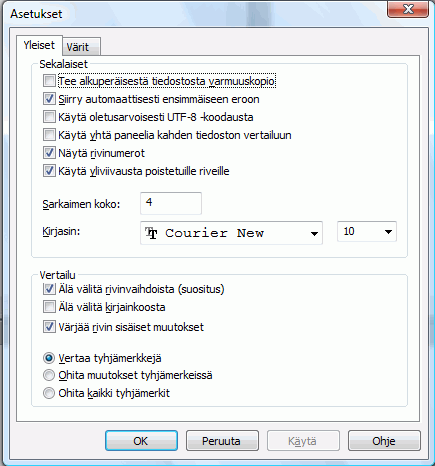 Asetukset
Yleiset Värit
Sekalaiset
Tee alkuperäisestä tiedostosta varmuuskopio
Siirry automaattisesti ensimmäiseen eroon
Käytä oletusarvoisesti UTF-8 -koodausta
Käytä yhtä paneelia kahden tiedoston vertailuun
Näytä rivinumerot
Käytä yliviivausta poistetuille riveille
Sarkaimen koko: 4
Kirjasin: Courier New 10
Vertailu
Älä välitä rivinvaihdoista (suositus)
Älä välitä kirjainkoosta
Värjää rivin sisäiset muutokset
Vertaa tyhjämerkkejä
Ohita muutokset tyhjämerkeissä
Ohita kaikki tyhjämerkit
OK Peruuta Käytä Ohje